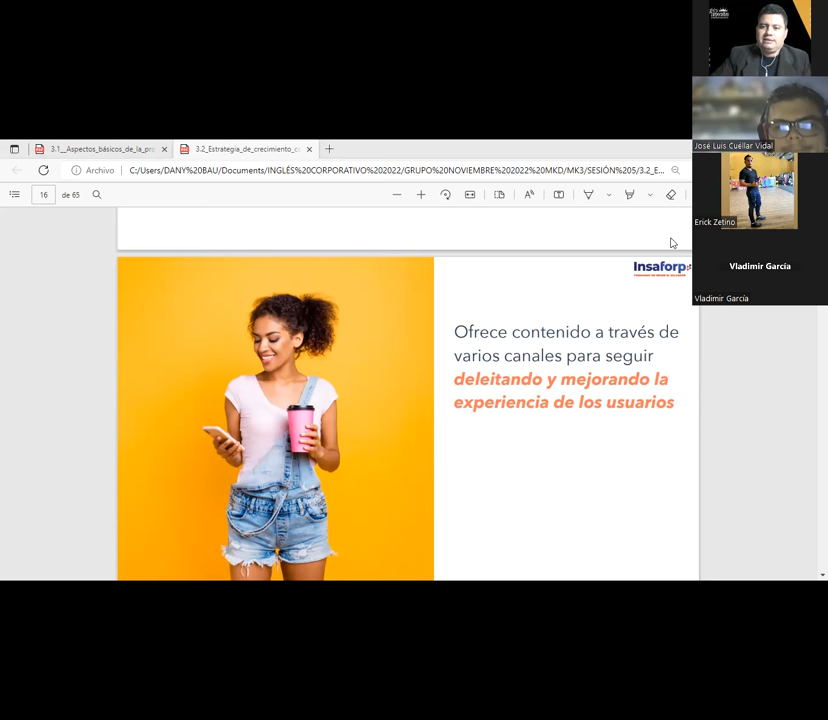 3.1__Aspectos_básicos_de_la_pra
3.2_Estrategia_de_crecimiento_c
Archivo
C:/Users/DANY%20BAU/Documents/INGLÉS%20CORPORATIVO%202022/GRUPO%20NOVIEMBRE%202022%20MKD/MK3/SESIÓN%205/3.2_E...
16
de 65
Insaforp
Ofrece contenido a través de
varios canales para seguir
deleitando y mejorando la
experiencia de los usuarios
José Luis Cuéllar Vidal
Erick Zetino
Vladimir García
Vladimir García